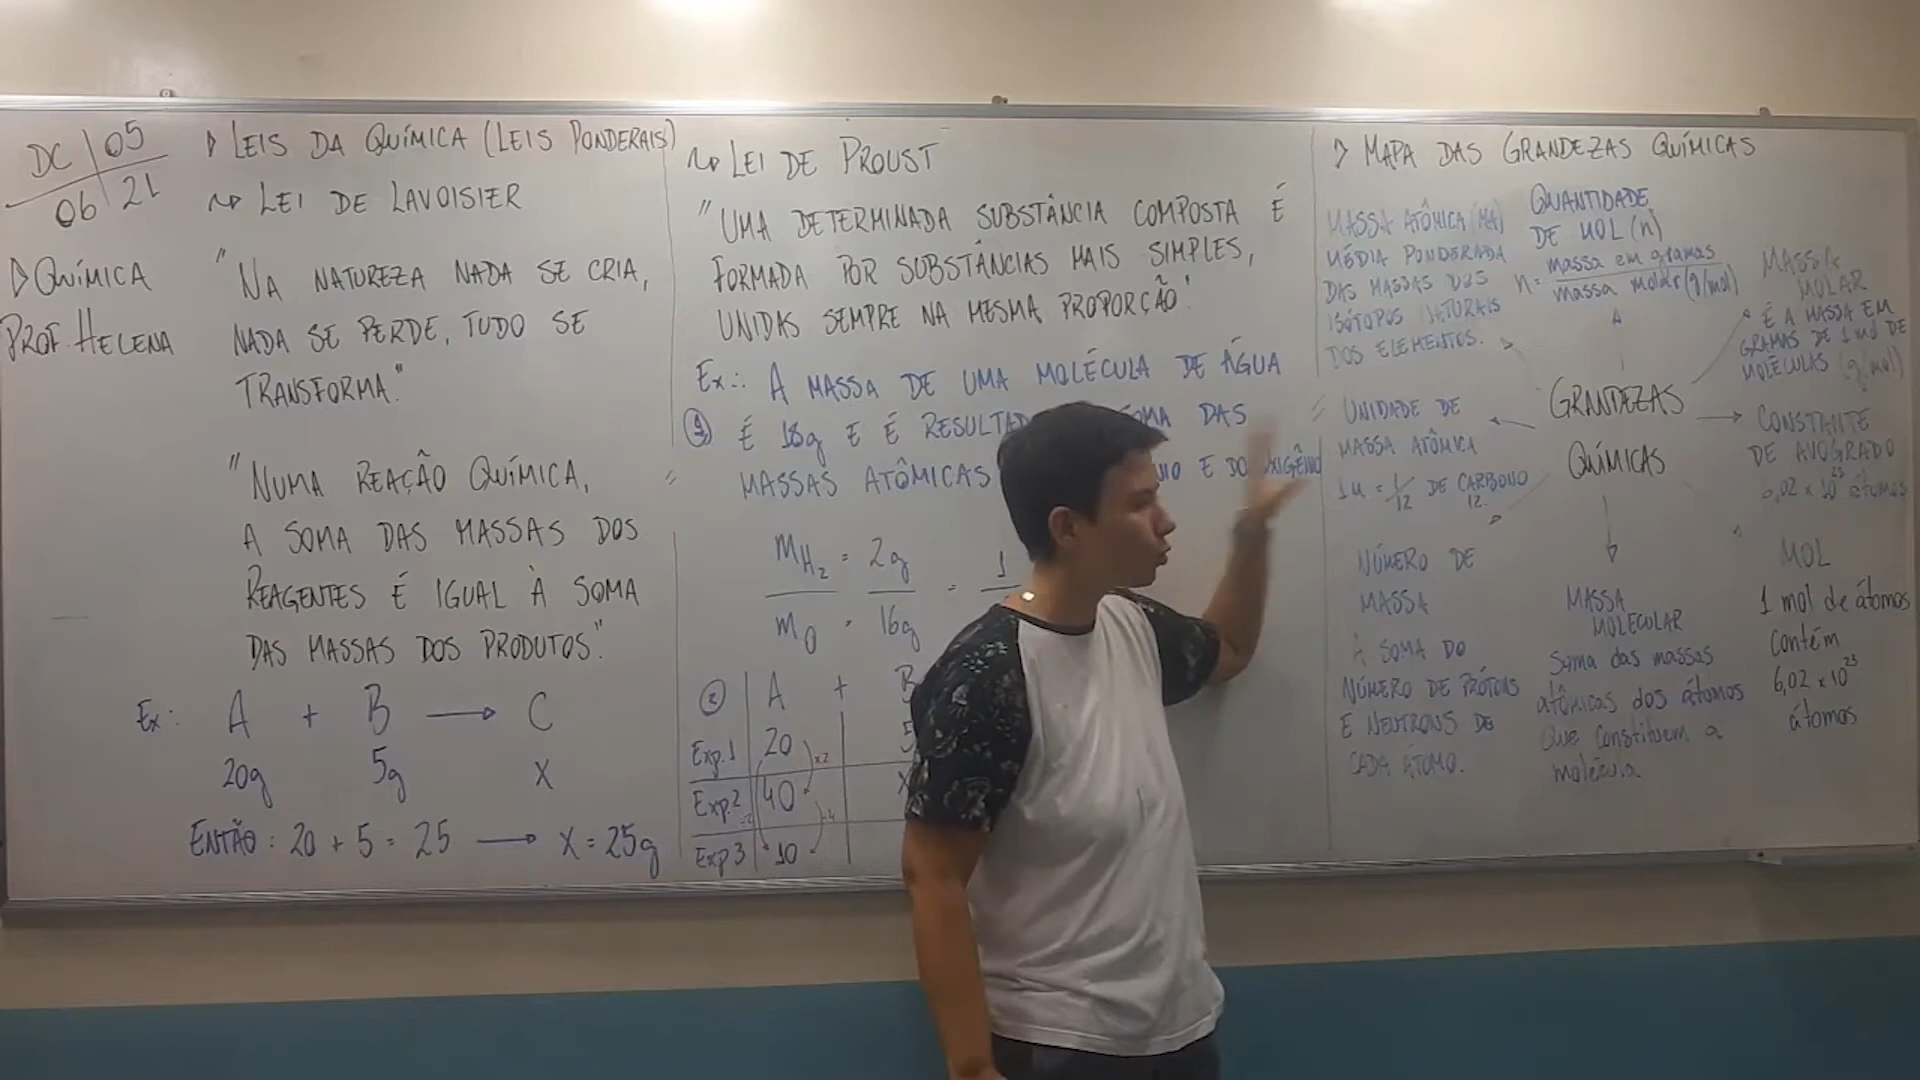 DC 05
06 21
▷ QUÍMICA
PROF. HELENA
LEIS DA QUÍMICA (LEIS PONDERAIS)
LEI DE LAVOISIER
"NA NATUREZA NADA SE CRIA,
NADA SE PERDE, TUDO SE
TRANSFORMA."
"NUMA REAÇÃO QUÍMICA,
A SOMA DAS MASSAS DOS
REAGENTES É IGUAL À SOMA
DAS MASSAS DOS PRODUTOS."
Ex: A + B → C
20g 5g X
ENTÃO: 20 + 5 = 25 → X = 25g
LEI DE PROUST
"UMA DETERMINADA SUBSTÂNCIA COMPOSTA É
FORMADA POR SUBSTÂNCIAS MAIS SIMPLES,
UNIDAS SEMPRE NA MESMA PROPORÇÃO".
Ex.: A MASSA DE UMA MOLÉCULA DE ÁGUA
É 18g E É RESULTAD DAS
MASSAS ATÔMICAS E DO OXIGÊNIO
mH₂ = 2g = 1
mO = 16g
② A + B
Exp.1 20 5
x2
Exp.2 40 X
Exp3 10
MAPA DAS GRANDEZAS QUÍMICAS
MASSA ATÔMICA (MA)
MÉDIA PONDERADA
DAS MASSAS DOS
ISÓTOPOS NATURAIS
DOS ELEMENTOS.
QUANTIDADE
DE MOL (n)
n = massa em gramas
massa molar (g/mol)
MASSA
MOLAR
É A MASSA EM
GRAMAS DE 1 mol DE
MOLÉCULAS (g/mol)
GRANDEZAS
QUÍMICAS
UNIDADE DE
MASSA ATÔMICA
1u = 1/12 DE CARBONO
12.
CONSTANTE
DE AVOGRADO
6,02 x 10²³ átomos
NÚMERO DE
MASSA
A SOMA DO
NÚMERO DE PRÓTONS
E NEUTRONS DE
CADA ÁTOMO.
MASSA
MOLECULAR
Soma das massas
atômicas dos átomos
que constituem a
molécula
MOL
1 mol de átomos
contém
6,02 x 10²³
átomos